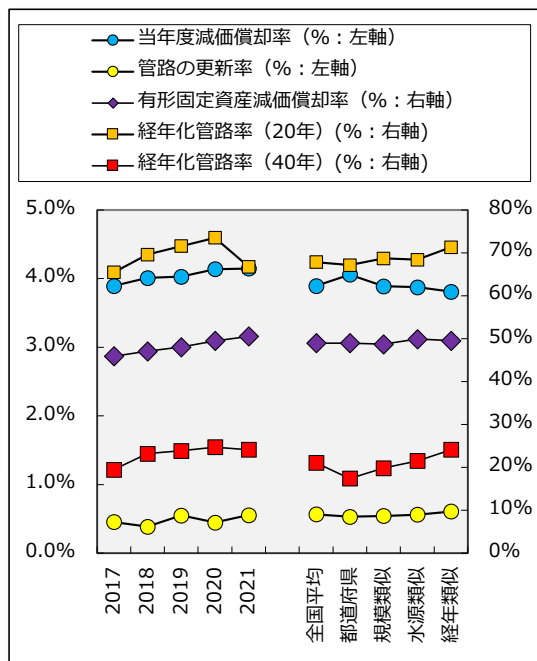 当年度減価償却率（%：左軸）
管路の更新率（%：左軸）
有形固定資産減価償却率（%：右軸）
経年化管路率（20年）(%：右軸)
経年化管路率（40年）(%：右軸)
5.0%
4.0%
3.0%
2.0%
1.0%
0.0%
80%
70%
60%
50%
40%
30%
20%
10%
0%
2017
2018
2019
2020
2021
全国平均
都道府県
規模類似
水源類似
経年類似